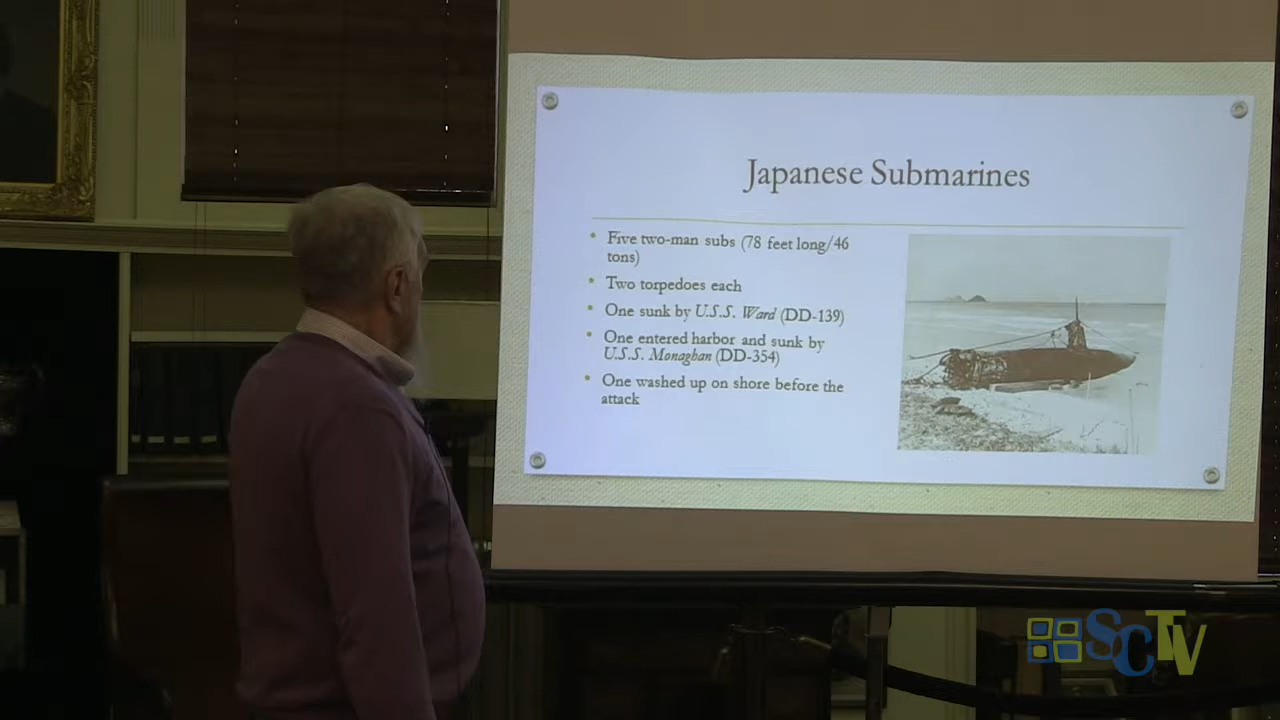 Japanese Submarines
• Five two-man subs (78 feet long/46
tons)
• Two torpedoes each
• One sunk by U.S.S. Ward (DD-139)
• One entered harbor and sunk by
U.S.S. Monaghan (DD-354)
• One washed up on shore before the
attack
SCTV